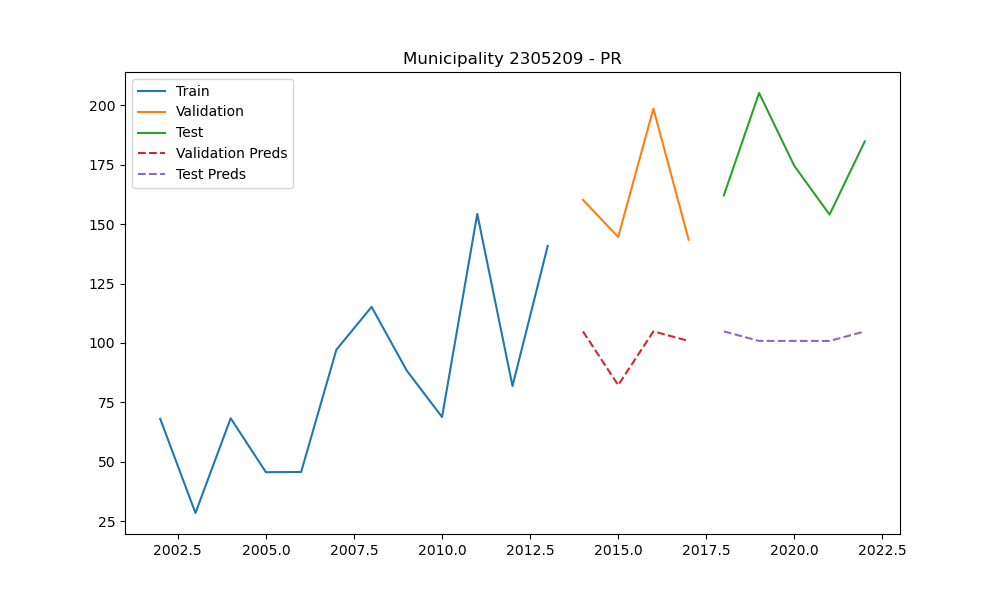 Municipality 2305209 - PR
Train
Validation
Test
Validation Preds
Test Preds
200
175
150
125
100
75
50
25
2002.5 2005.0 2007.5 2010.0 2012.5 2015.0 2017.5 2020.0 2022.5